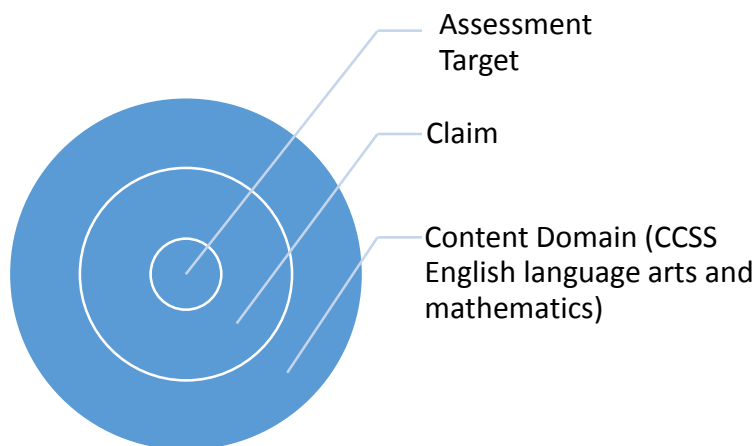 Assessment
Target
Claim
Content Domain (CCSS
English language arts and
mathematics)